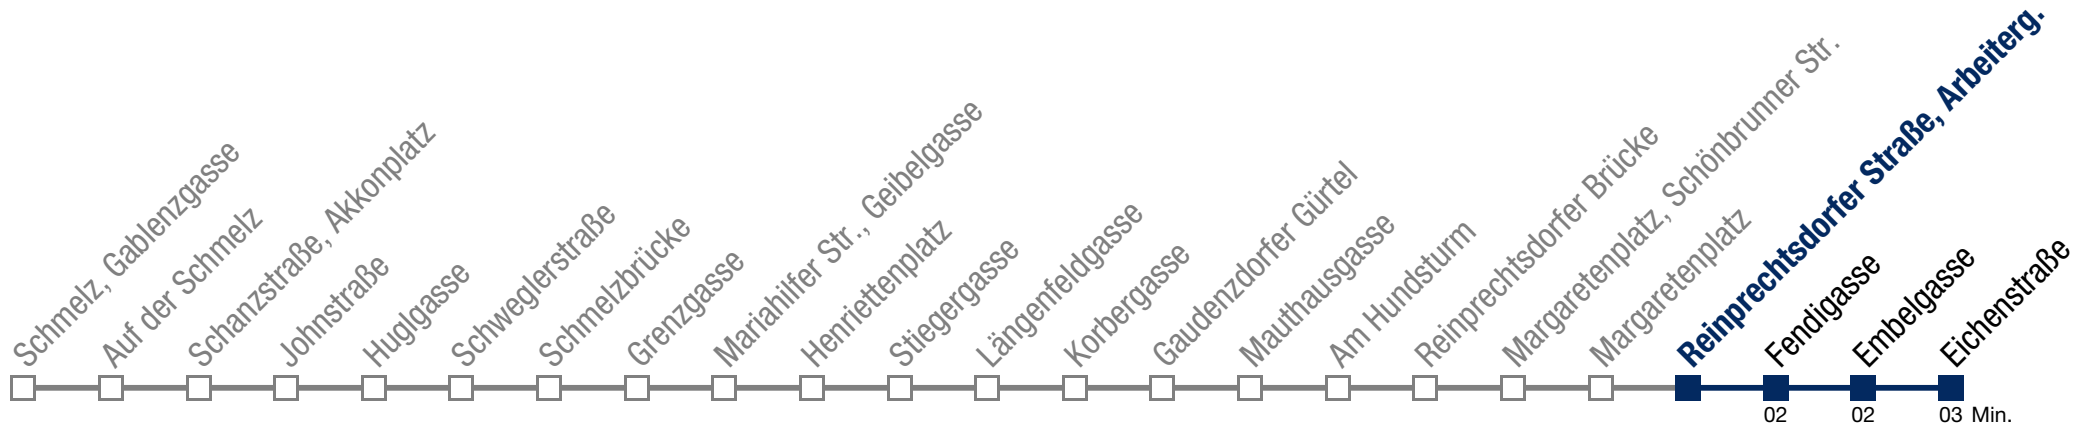 Schmelz, Gablenzgasse
Auf der Schmelz
Schanzstraße, Akkonplatz
Johnstraße
Huglgasse
Schweglerstraße
Schmelzbrücke
Grenzgasse
Mariahilfer Str., Geibelgasse
Henriettenplatz
Stiegergasse
Längenfeldgasse
Korbergasse
Gaudenzdorfer Gürtel
Mauthausgasse
Am Hundsturm
Reinprechtsdorfer Brücke
Margaretenplatz, Schönbrunner Str.
Margaretenplatz
Reinprechtsdorfer Straße, Arbeiterg.
Fendigasse
Embelgasse
Eichenstraße
02 02 03 Min.